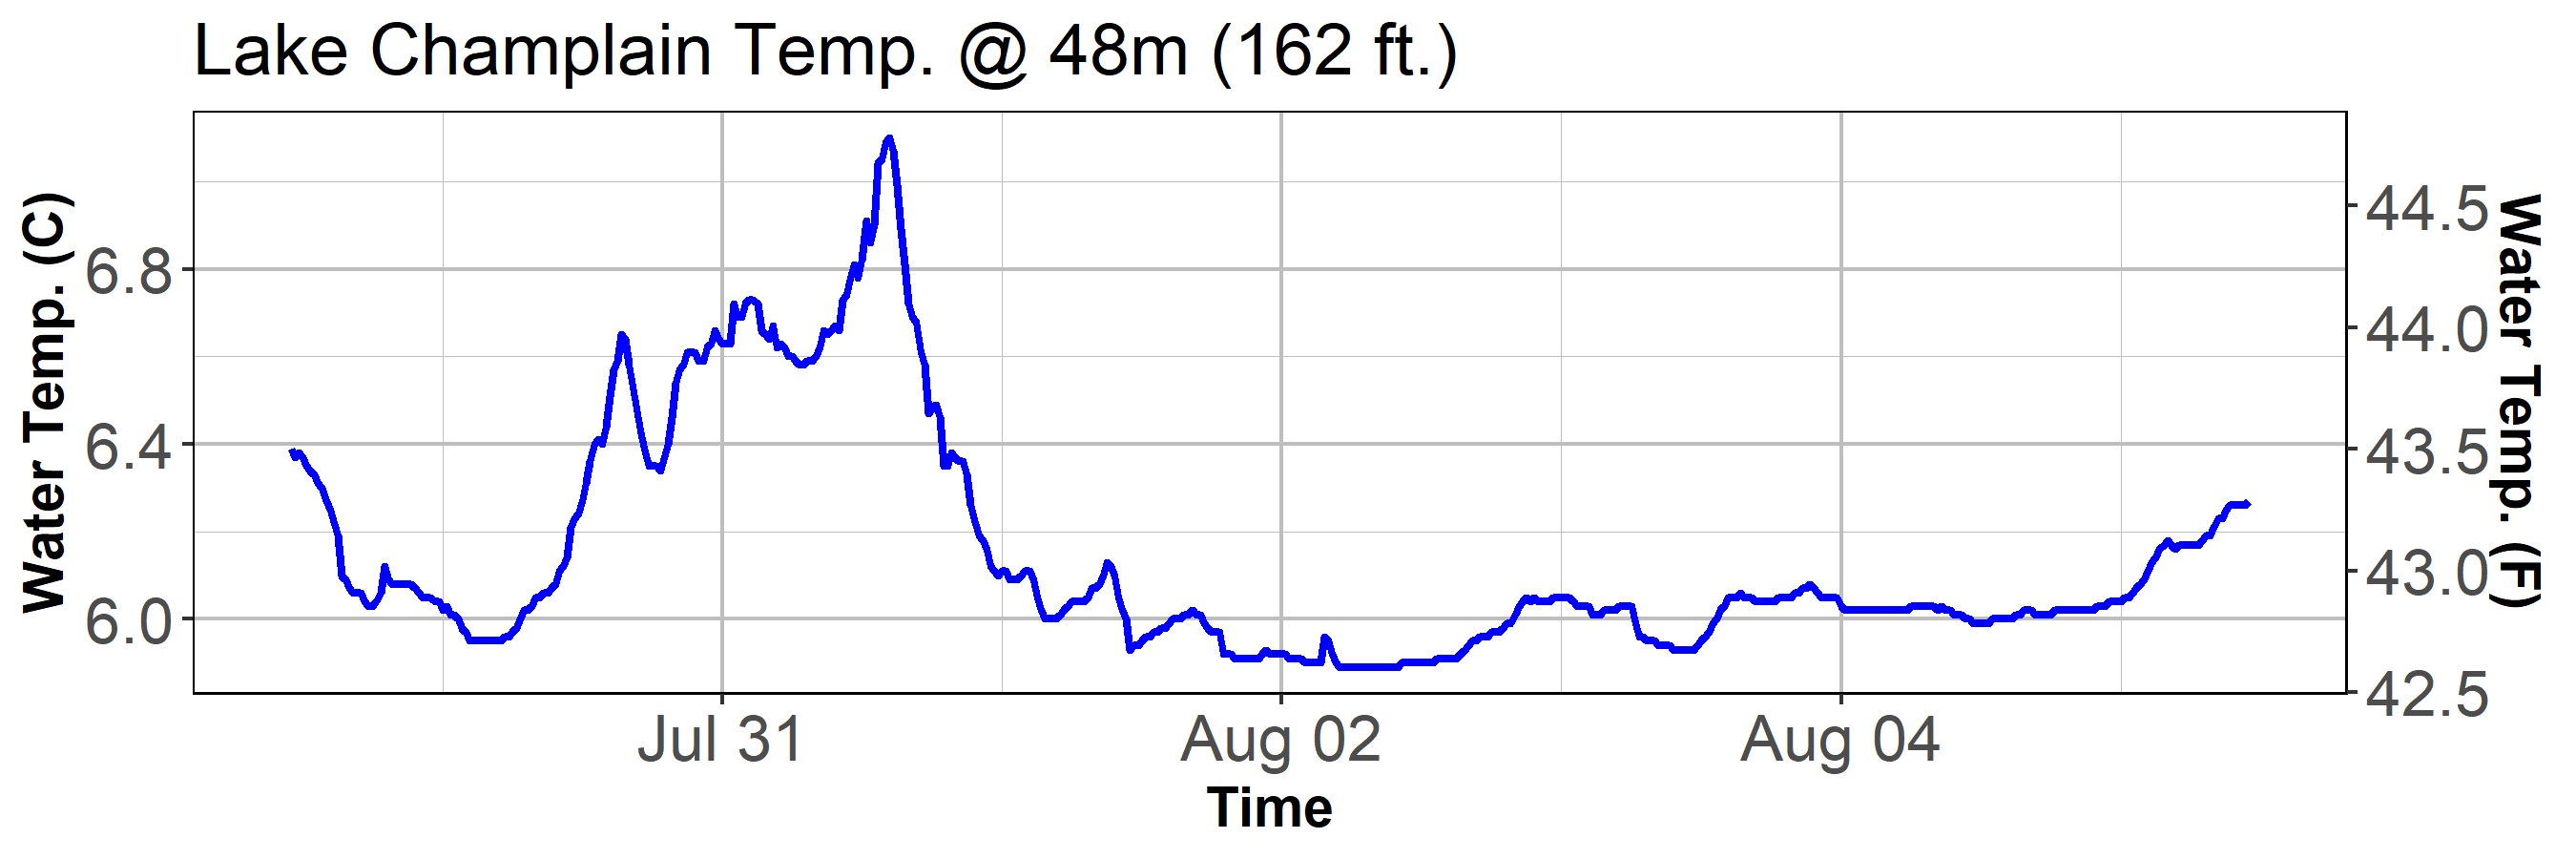 Lake Champlain Temp. @ 48m (162 ft.)
Water Temp. (C)
6.8
6.4
6.0
44.5
44.0
43.5
43.0
42.5
Water Temp. (F)
Jul 31
Aug 02
Aug 04
Time